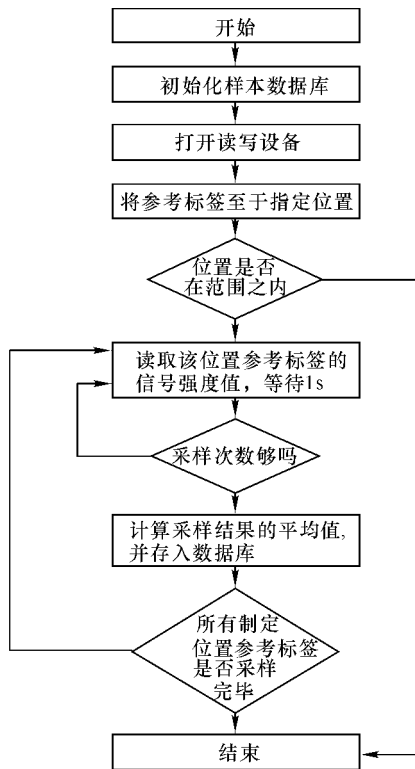 开始
初始化样本数据库
打开读写设备
将参考标签至于指定位置
位置是否
在范围之内
读取该位置参考标签的
信号强度值，等待1s
采样次数够吗
计算采样结果的平均值，
并存入数据库
所有制定
位置参考标签
是否采样
完毕
结束